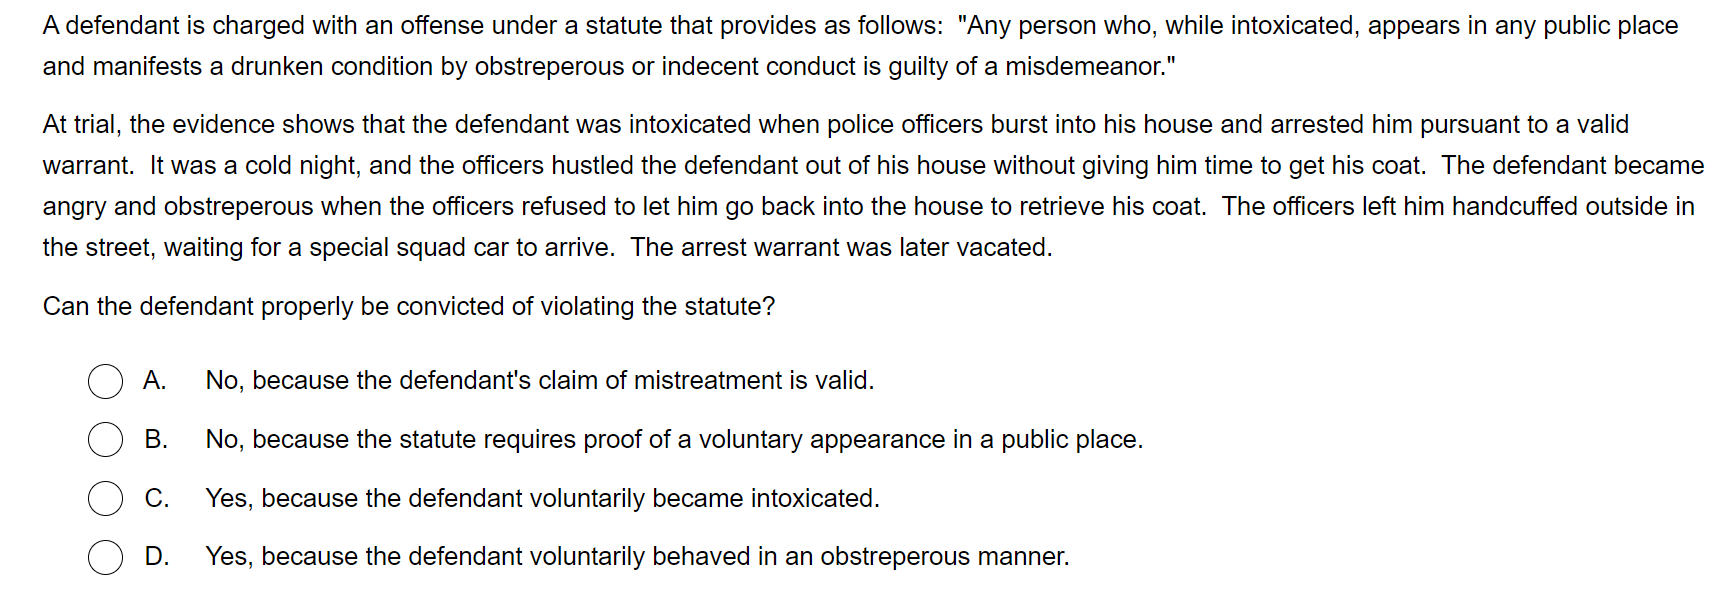 A defendant is charged with an offense under a statute that provides as follows:  "Any person who, while intoxicated, appears in any public place
and manifests a drunken condition by obstreperous or indecent conduct is guilty of a misdemeanor."
At trial, the evidence shows that the defendant was intoxicated when police officers burst into his house and arrested him pursuant to a valid
warrant.  It was a cold night, and the officers hustled the defendant out of his house without giving him time to get his coat.  The defendant became
angry and obstreperous when the officers refused to let him go back into the house to retrieve his coat.  The officers left him handcuffed outside in
the street, waiting for a special squad car to arrive.  The arrest warrant was later vacated.
Can the defendant properly be convicted of violating the statute?
A. No, because the defendant's claim of mistreatment is valid.
B. No, because the statute requires proof of a voluntary appearance in a public place.
C. Yes, because the defendant voluntarily became intoxicated.
D. Yes, because the defendant voluntarily behaved in an obstreperous manner.